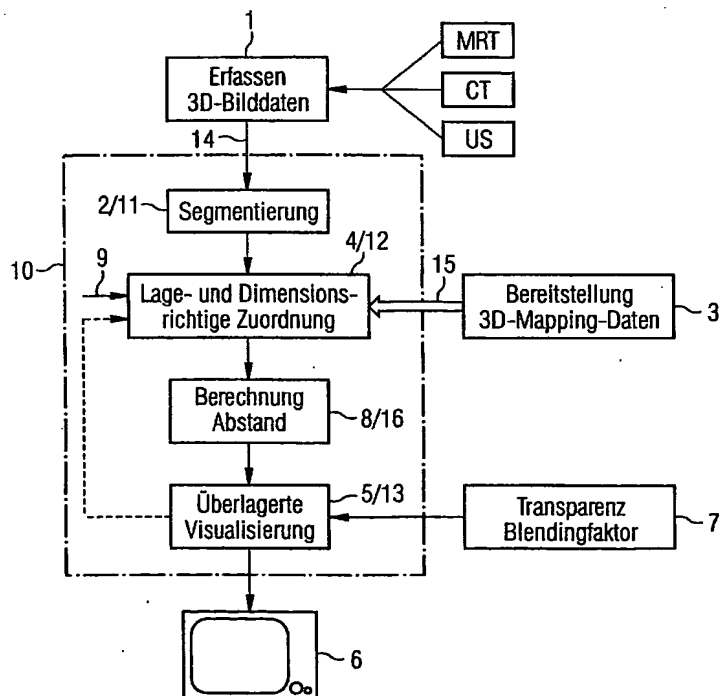 1
Erfassen
3D-Bilddaten
MRT
CT
US
14
2/11
Segmentierung
10
9
4/12
Lage- und Dimensions-
richtige Zuordnung
15
Bereitstellung
3D-Mapping-Daten
3
Berechnung
Abstand
8/16
Überlagerte
Visualisierung
5/13
Transparenz
Blendingfaktor
7
6